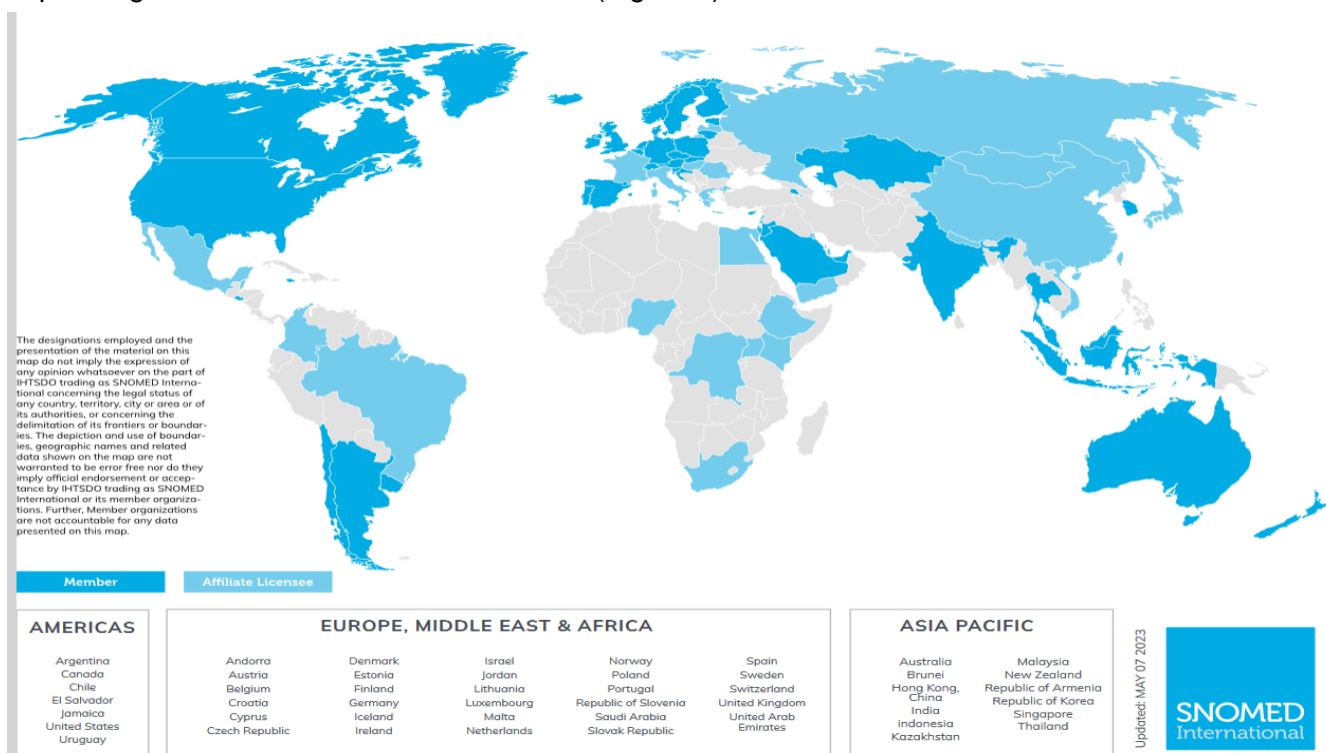 The designations employed and the
presentation of the material on this
map do not imply the expression of
any opinion whatsoever on the part of
IHTSDO trading as SNOMED Interna-
tional concerning the legal status of
any country, territory, city or area or of
its authorities, or concerning the
delimitation of its frontiers or boundar-
ies. The depiction and use of boundar-
ies, geographic names and related
data shown on the map are not
warranted to be error free nor do they
imply official endorsement or accep-
tance by IHTSDO trading as SNOMED
International or its member organiza-
tions. Further, Member organizations
are not accountable for any data
presented on this map.
Member
Affiliate Licensee
AMERICAS
Argentina
Canada
Chile
El Salvador
Jamaica
United States
Uruguay
EUROPE, MIDDLE EAST & AFRICA
Andorra
Austria
Belgium
Croatia
Cyprus
Czech Republic
Denmark
Estonia
Finland
Germany
Iceland
Ireland
Israel
Jordan
Lithuania
Luxembourg
Malta
Netherlands
Norway
Poland
Portugal
Republic of Slovenia
Saudi Arabia
Slovak Republic
Spain
Sweden
Switzerland
United Kingdom
United Arab
Emirates
ASIA PACIFIC
Australia
Brunei
Hong Kong,
China
India
indonesia
Kazakhstan
Malaysia
New Zealand
Republic of Armenia
Republic of Korea
Singapore
Thailand
Updated: MAY 07 2023
SNOMED
International